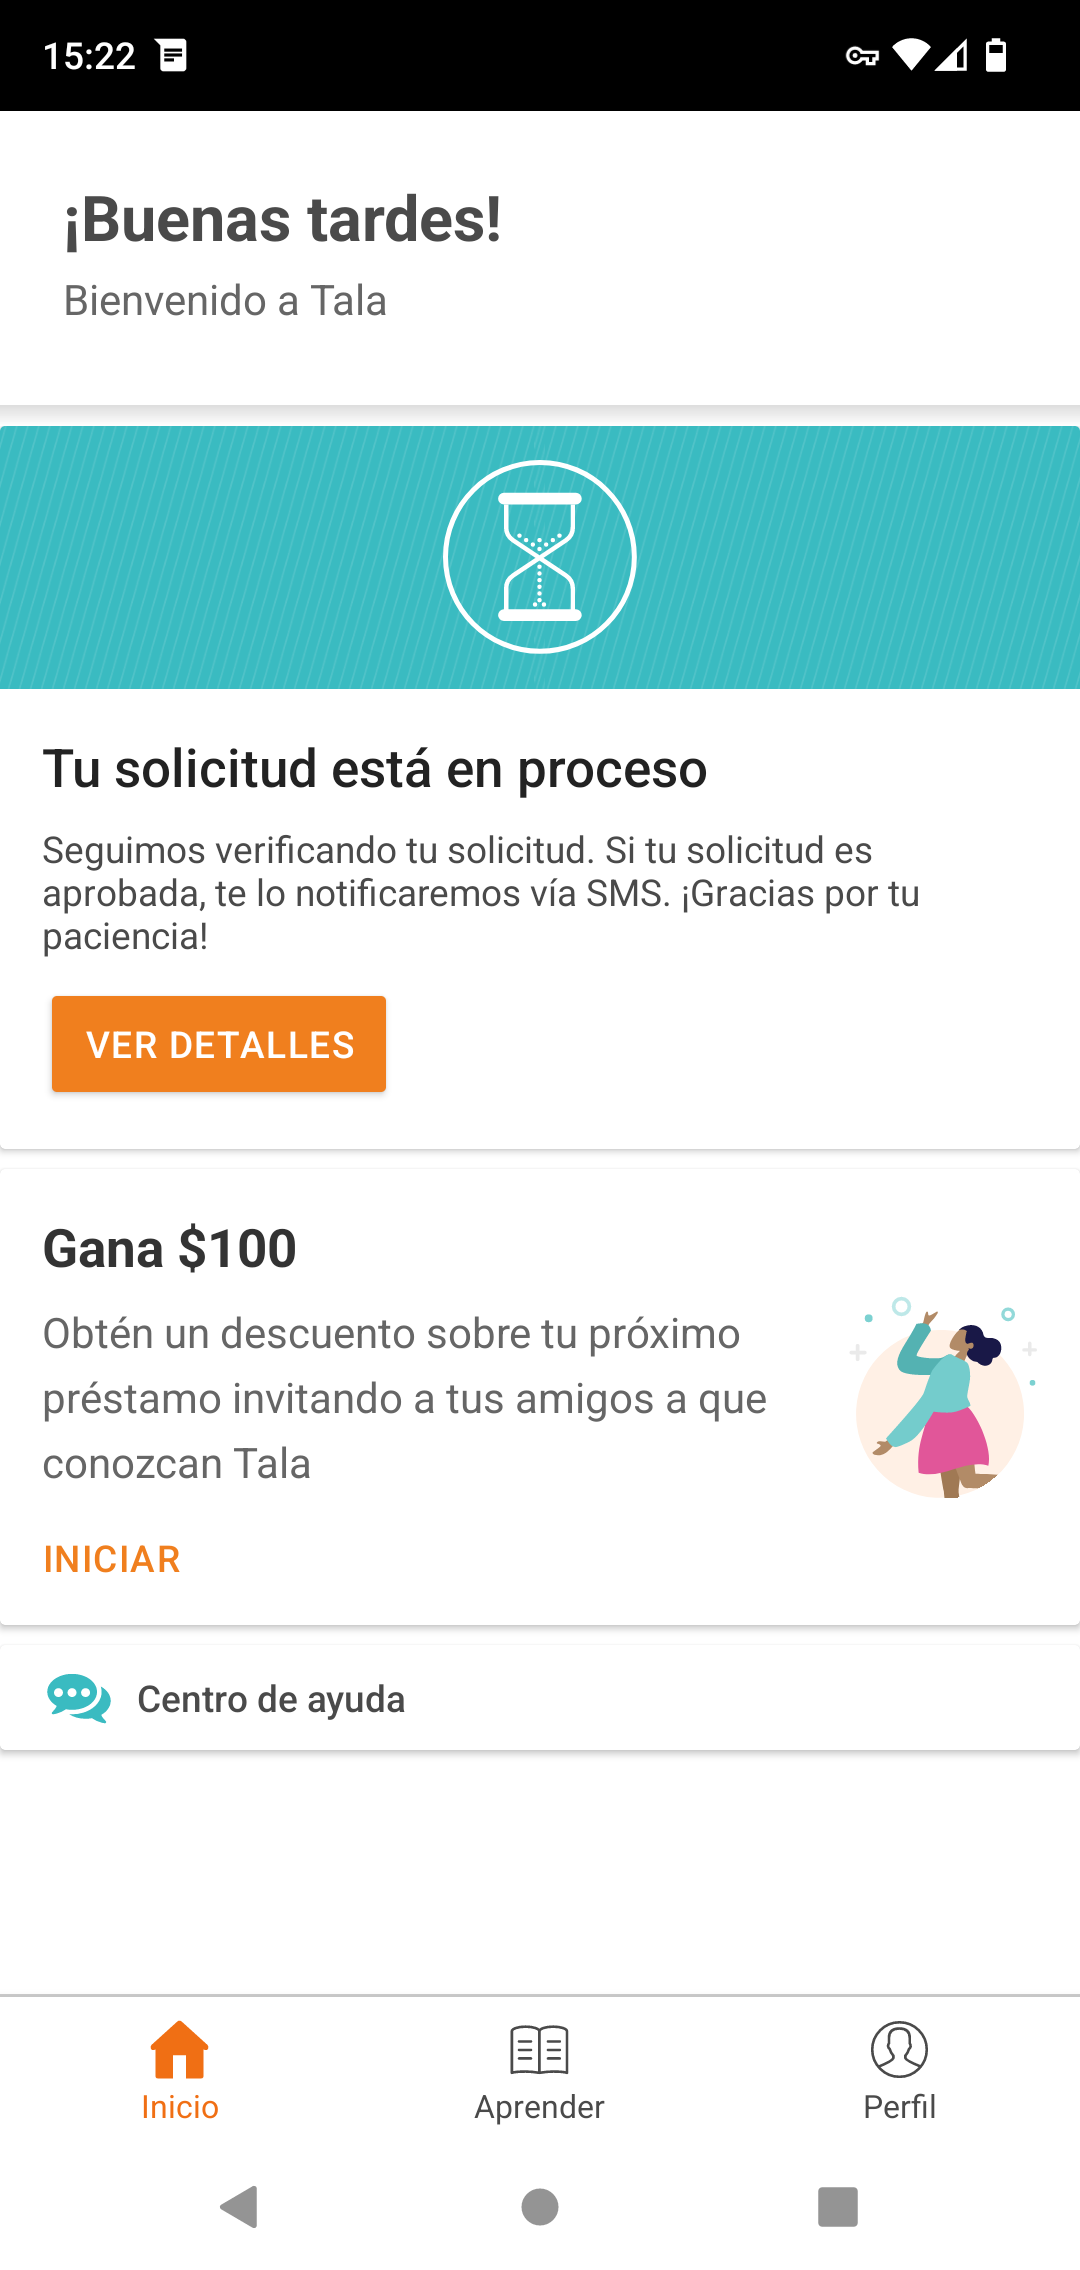 15:22
¡Buenas tardes!
Bienvenido a Tala
Tu solicitud está en proceso
Seguimos verificando tu solicitud. Si tu solicitud es
aprobada, te lo notificaremos vía SMS. ¡Gracias por tu
paciencia!
VER DETALLES
Gana $100
Obtén un descuento sobre tu próximo
préstamo invitando a tus amigos a que
conozcan Tala
INICIAR
Centro de ayuda
Inicio
Aprender
Perfil